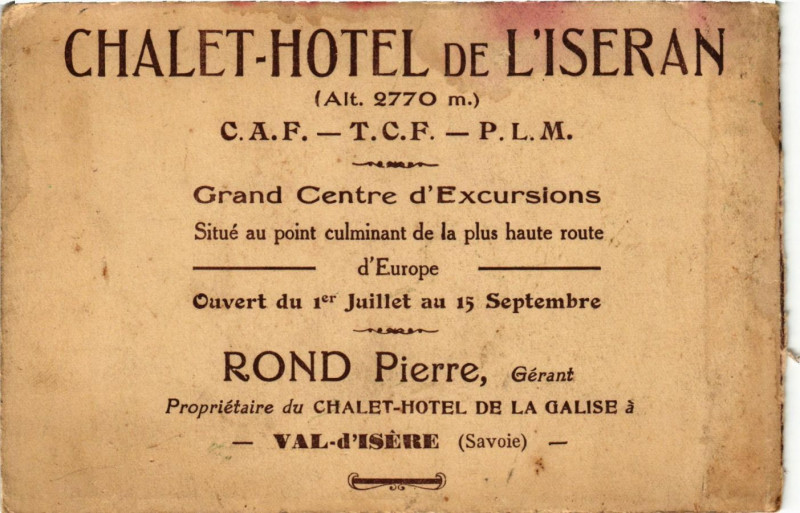 CHALET-HOTEL DE L'ISERAN
(Alt. 2770 m.)
C.A.F. — T.C.F. — P.L.M.
Grand Centre d'Excursions
Situé au point culminant de la plus haute route
d'Europe
Ouvert du 1er Juillet au 15 Septembre
ROND Pierre, Gérant
Propriétaire du CHALET-HOTEL DE LA GALISE à
— VAL-d'ISÈRE (Savoie) —